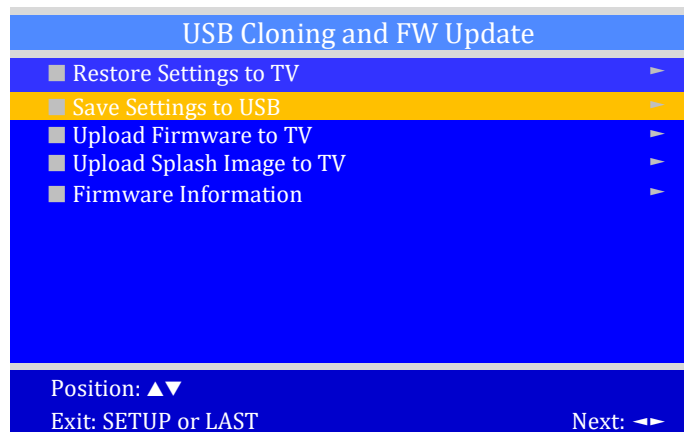 USB Cloning and FW Update
Restore Settings to TV ►
Save Settings to USB ►
Upload Firmware to TV ►
Upload Splash Image to TV ►
Firmware Information ►
Position: ▲▼
Exit: SETUP or LAST Next: ◄►